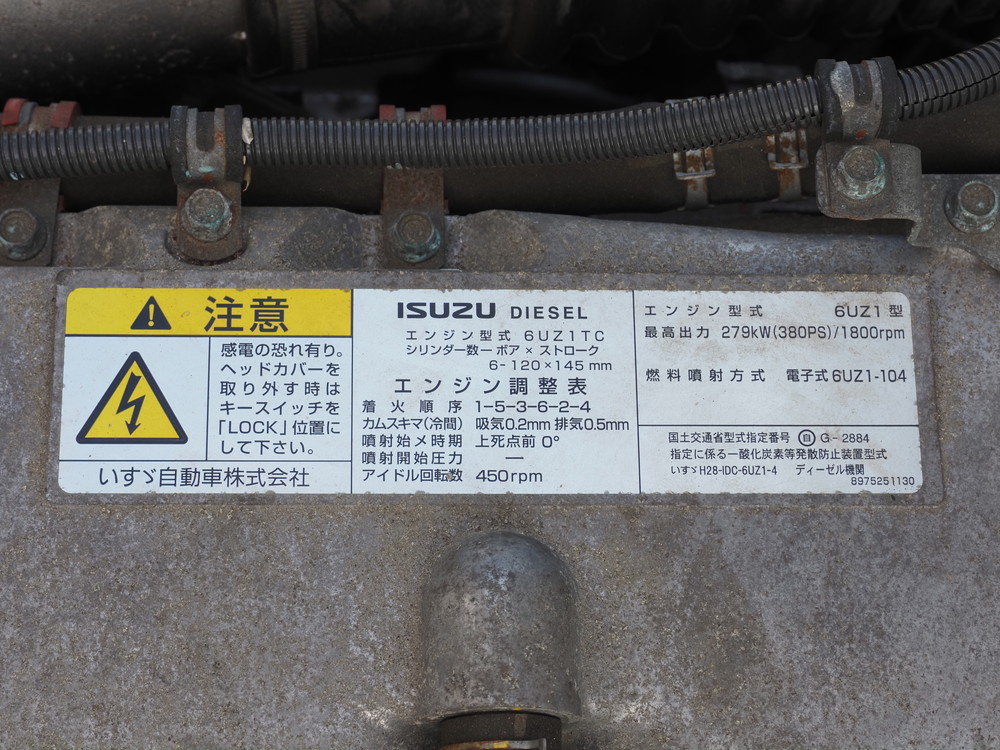 注意
感電の恐れ有り。
ヘッドカバーを
取り外す時は
キースイッチを
「LOCK」位置に
して下さい。
いすゞ自動車株式会社
ISUZU DIESEL
エンジン型式 6UZ1TC
シリンダー数ーボア×ストローク
6-120×145mm
エンジン調整表
着火順序 1-5-3-6-2-4
カムスキマ(冷間) 吸気0.2mm 排気0.5mm
噴射始メ時期 上死点前 0°
噴射開始圧力 ―
アイドル回転数 450rpm
エンジン型式 6UZ1型
最高出力 279kW(380PS)/1800rpm
燃料噴射方式 電子式6UZ1-104
国土交通省型式指定番号 自 G-2884
指定に係る一酸化炭素等発散防止装置型式
いすゞH28-IDC-6UZ1-4 ディーゼル機関
8975251130